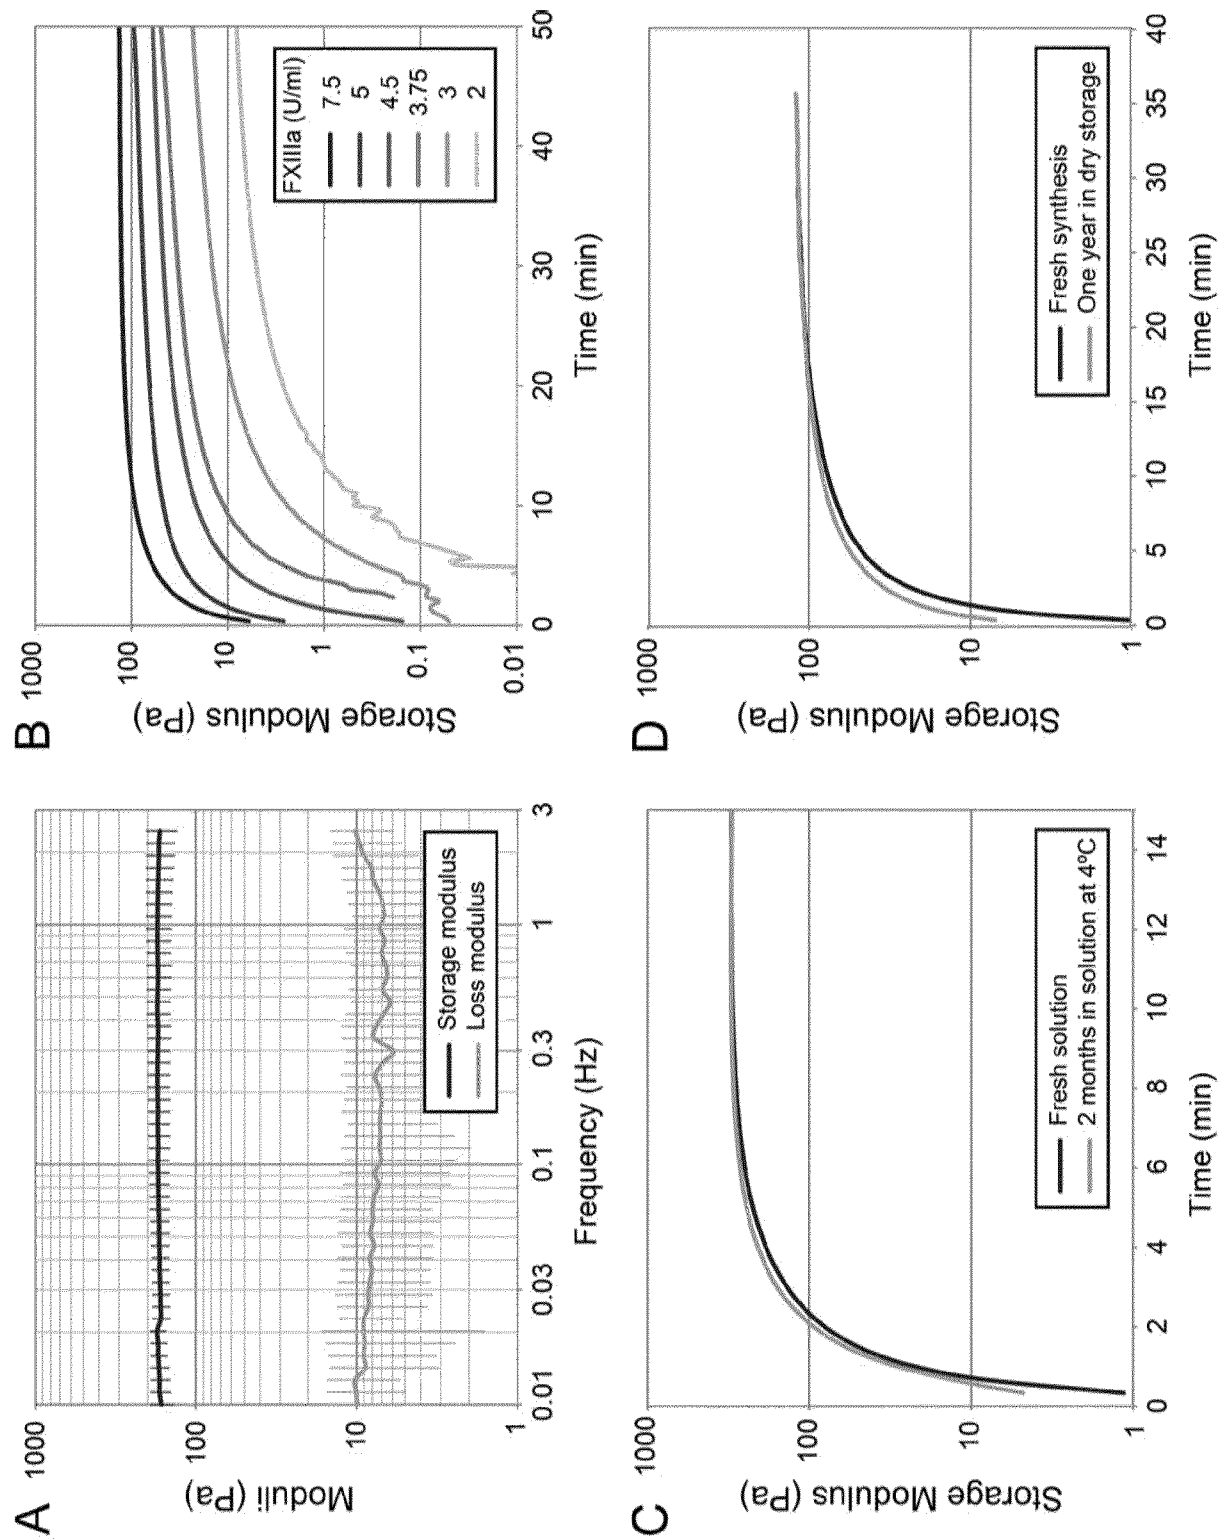 A
1000
100
10
1
Moduli (Pa)
0.01
0.03
0.1
0.3
1
3
Frequency (Hz)
Storage modulus
Loss modulus
B
1000
100
10
1
0.1
0.01
Storage Modulus (Pa)
0
10
20
30
40
50
Time (min)
FXIIIa (U/ml)
7.5
5
4.5
3.75
3
2
C
1000
100
10
1
Storage Modulus (Pa)
0
2
4
6
8
10
12
14
Time (min)
Fresh solution
2 months in solution at 4ºC
D
1000
100
10
1
Storage Modulus (Pa)
0
5
10
15
20
25
30
35
40
Time (min)
Fresh synthesis
One year in dry storage